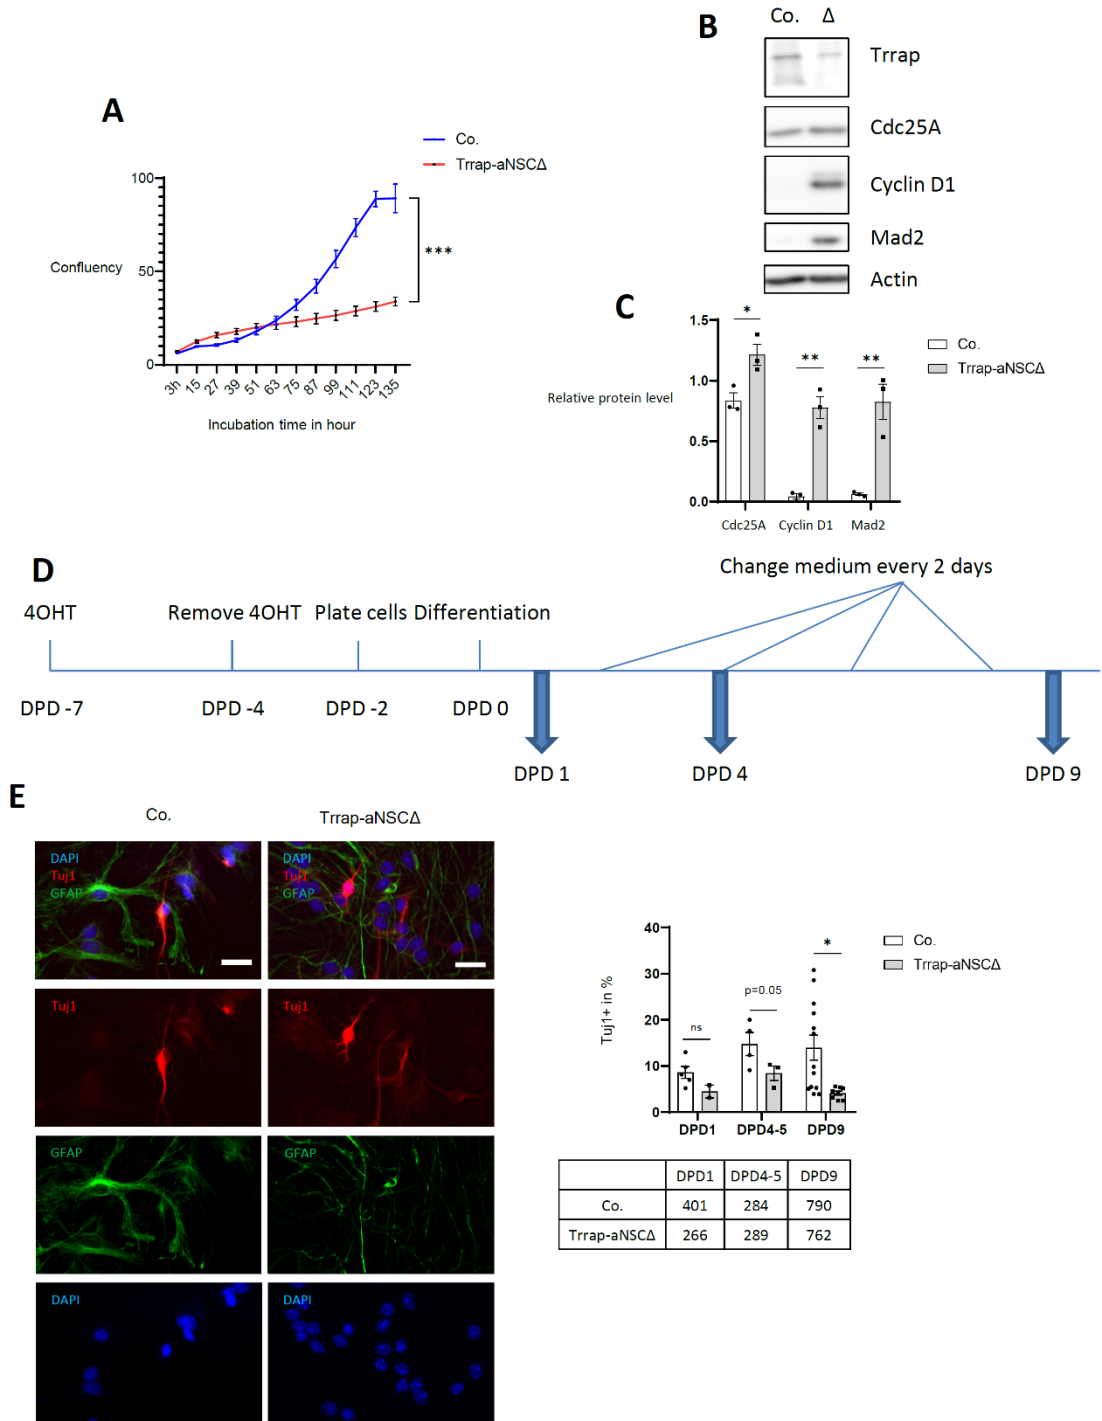 A
Co.
Trrap-aNSCΔ
100
50
0
Confluency
***
3h 15 27 39 51 63 75 87 99 111 123 135
Incubation time in hour
B
Co. Δ
Trrap
Cdc25A
Cyclin D1
Mad2
Actin
C
1.5
1.0
0.5
0.0
Relative protein level
* ** **
Co.
Trrap-aNSCΔ
Cdc25A Cyclin D1 Mad2
D
Change medium every 2 days
4OHT Remove 4OHT Plate cells Differentiation
DPD -7 DPD -4 DPD -2 DPD 0
DPD 1 DPD 4 DPD 9
E
Co. Trrap-aNSCΔ
DAPI DAPI
Tuj1 Tuj1
GFAP GFAP
Tuj1 Tuj1
GFAP GFAP
DAPI DAPI
40
30
20
10
0
Tuj1+ in %
ns p=0.05 *
Co.
Trrap-aNSCΔ
DPD1 DPD4-5 DPD9
DPD1 DPD4-5 DPD9
Co. 401 284 790
Trrap-aNSCΔ 266 289 762